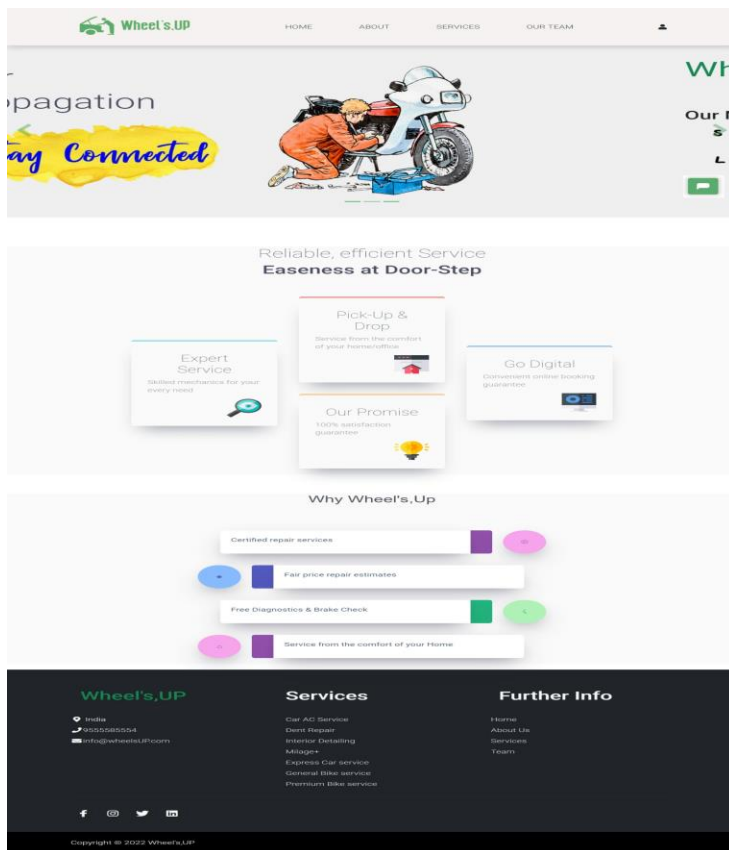 Wheel's.UP
HOME ABOUT SERVICES OUR TEAM
Wh
opagation
Our
ay Connected
s
L
Reliable, efficient Service
Easeness at Door-Step
Pick-Up &
Drop
Service from the comfort
of your home/office
Expert
Service
Skilled mechanics for your
every need
Go Digital
Convenient online booking
guarantee
Our Promise
100% satisfaction
guarantee
Why Wheel's,Up
Certified repair services
Fair price repair estimates
Free Diagnostics & Brake Check
Service from the comfort of your Home
Wheel's,UP
India
9555585554
info@wheelsUP.com
Services
Car AC Service
Dent Repair
Interior Detailing
Milage+
Express Car service
General Bike service
Premium Bike service
Further Info
Home
About Us
Services
Team
Copyright © 2022 Wheel's,UP